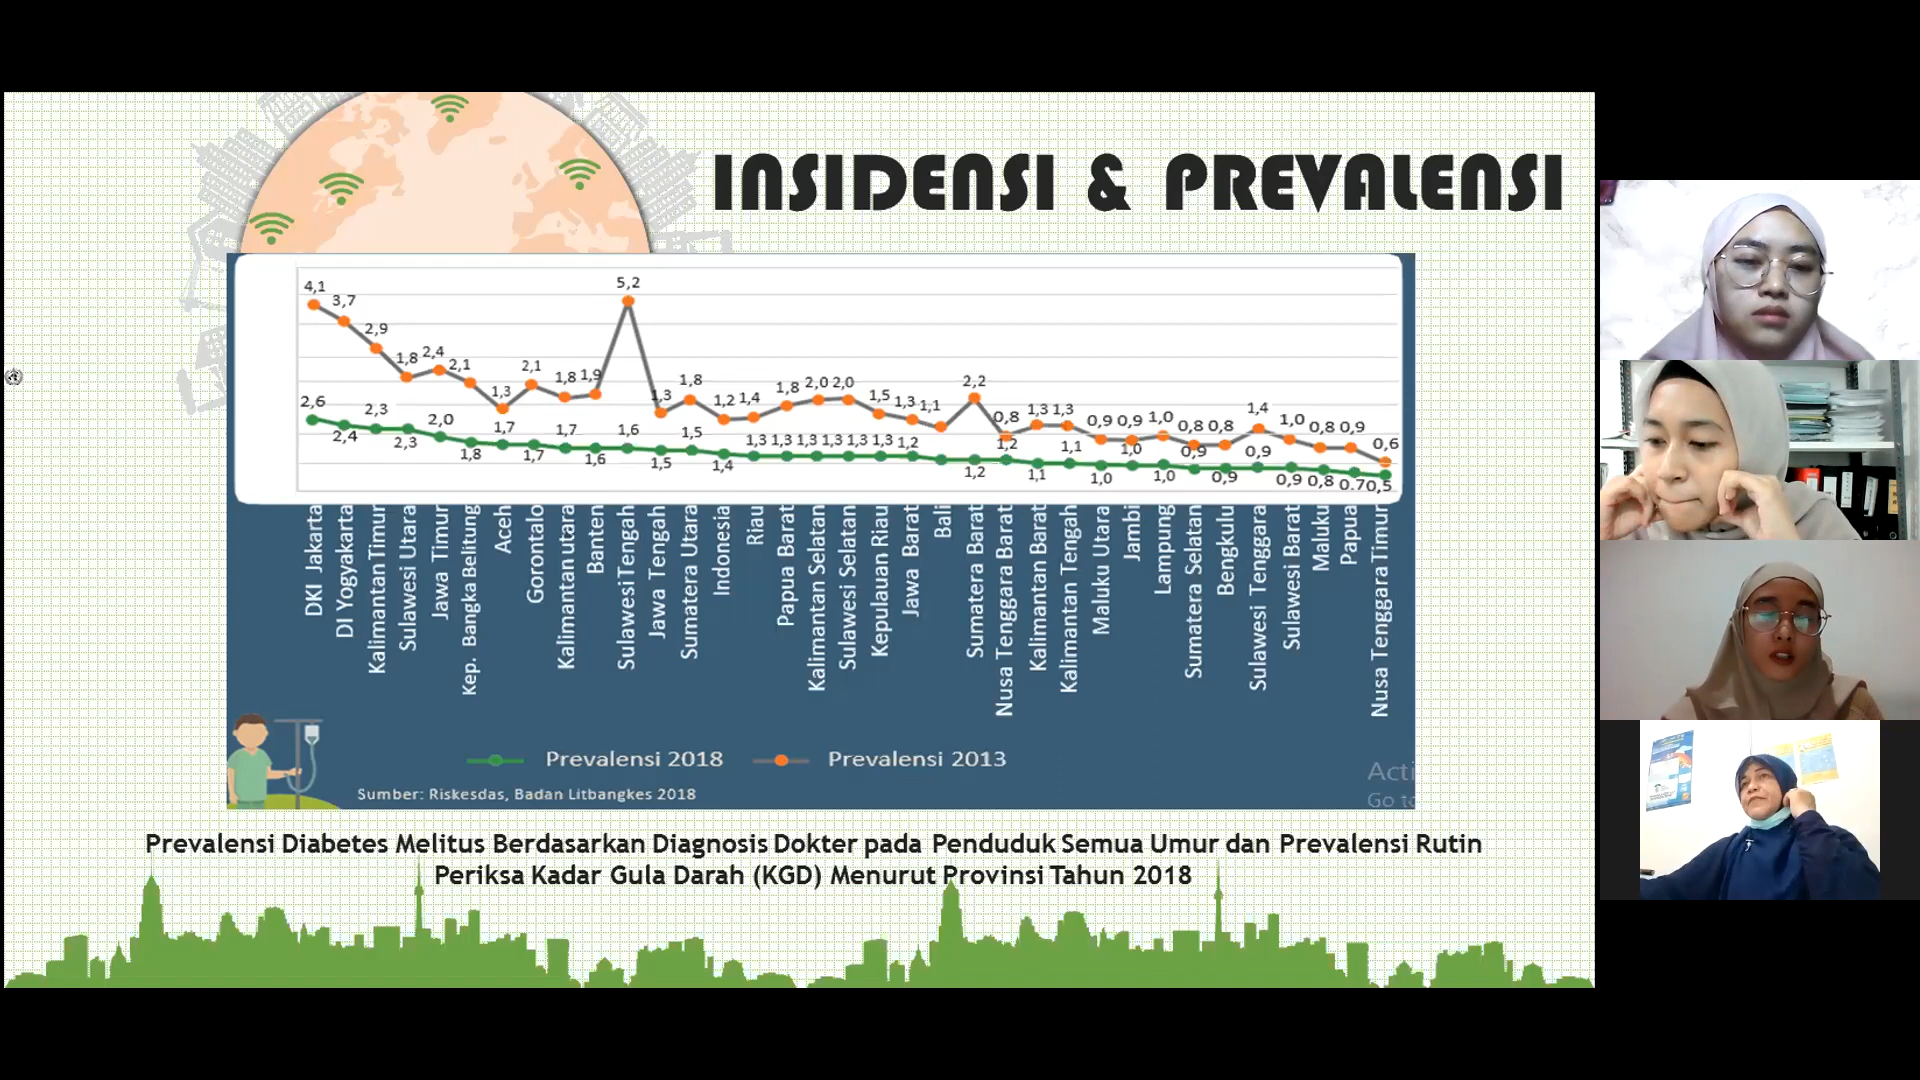 INSIDENSI & PREVALENSI
4,1
3,7
2,9
1,8
2,4
2,1
1,3
2,1
1,8
1,9
5,2
1,3
1,8
1,2
1,4
1,8
2,0
2,0
1,5
1,3
1,1
2,2
0,8
1,3
1,3
0,9
0,9
1,0
0,8
0,8
1,4
1,0
0,8
0,9
0,6
2,6
2,4
2,3
2,3
2,0
1,8
1,7
1,7
1,7
1,6
1,6
1,5
1,5
1,4
1,3
1,3
1,3
1,3
1,3
1,2
1,2
1,2
1,1
1,1
1,0
1,0
1,0
0,9
0,9
0,9
0,9
0,8
0.7
0,5
DKI Jakarta
DI Yogyakarta
Kalimantan Timur
Sulawesi Utara
Jawa Timur
Kep. Bangka Belitung
Aceh
Gorontalo
Kalimantan utara
Banten
Sulawesi Tengah
Jawa Tengah
Sumatera Utara
Indonesia
Riau
Papua Barat
Kalimantan Selatan
Sulawesi Selatan
Kepulauan Riau
Jawa Barat
Bali
Sumatera Barat
Nusa Tenggara Barat
Kalimantan Barat
Kalimantan Tengah
Maluku Utara
Jambi
Lampung
Sumatera Selatan
Bengkulu
Sulawesi Tenggara
Sulawesi Barat
Maluku
Papua
Nusa Tenggara Timur
Prevalensi 2018 Prevalensi 2013
Sumber: Riskesdas, Badan Litbangkes 2018
Acti
Go to
Prevalensi Diabetes Melitus Berdasarkan Diagnosis Dokter pada Penduduk Semua Umur dan Prevalensi Rutin
Periksa Kadar Gula Darah (KGD) Menurut Provinsi Tahun 2018